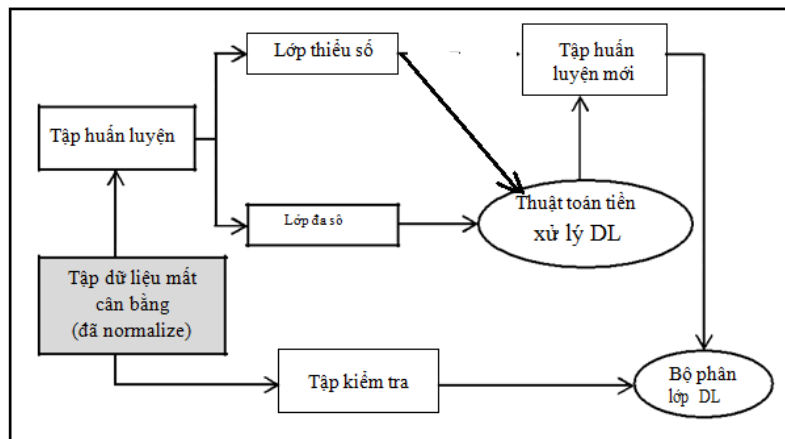 Lớp thiểu số
Tập huấn
luyện mới
Tập huấn luyện
Thuật toán tiền
xử lý DL
Lớp đa sô
Tập dữ liệu mất
cân bằng
(đã normalize)
Tập kiểm tra
Bộ phân
lớp DL